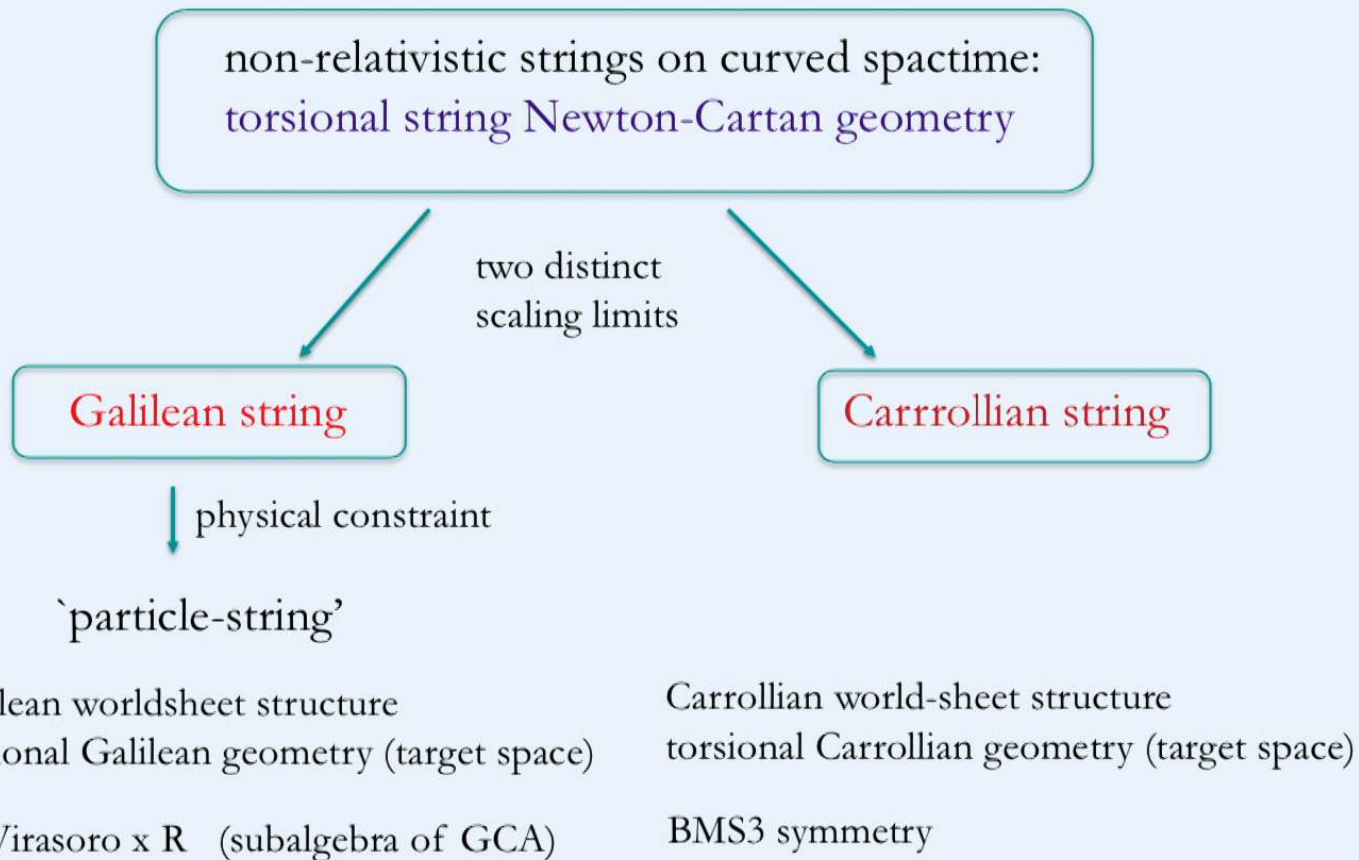 non-relativistic strings on curved spactime:
torsional string Newton-Cartan geometry
two distinct
scaling limits
Galilean string
Carrrollian string
physical constraint
`particle-string’
lean worldsheet structure
onal Galilean geometry (target space)
Virasoro x R (subalgebra of GCA)
Carrollian world-sheet structure
torsional Carrollian geometry (target space)
BMS3 symmetry